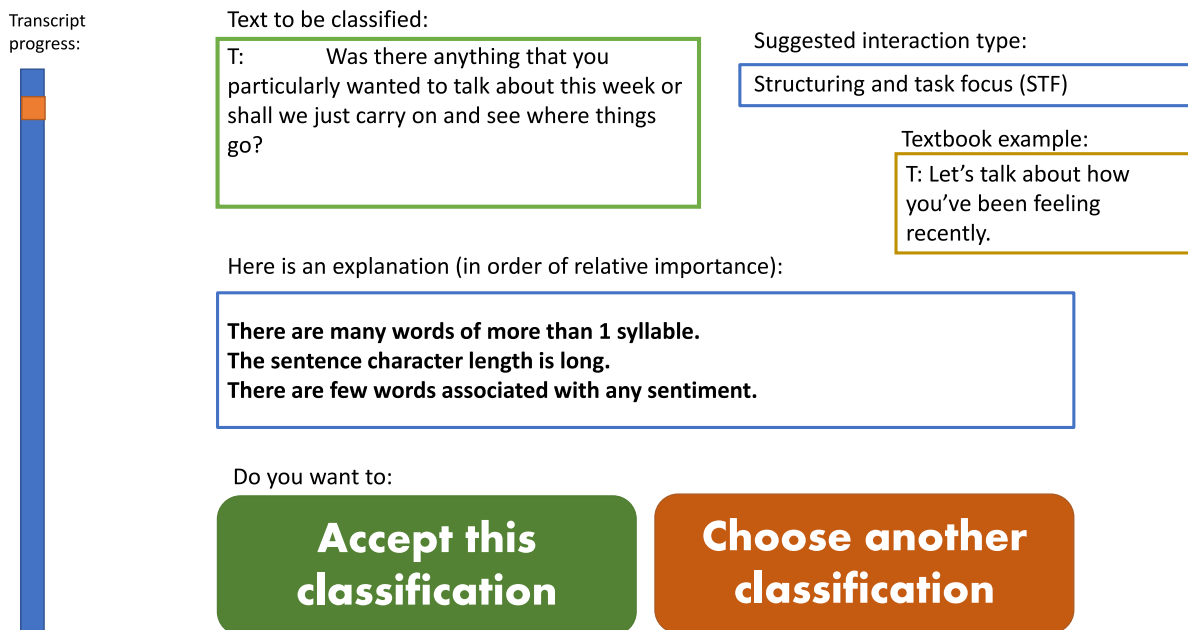 Transcript
progress:
Text to be classified:
T: Was there anything that you
particularly wanted to talk about this week or
shall we just carry on and see where things
go?
Suggested interaction type:
Structuring and task focus (STF)
Textbook example:
T: Let’s talk about how
you’ve been feeling
recently.
Here is an explanation (in order of relative importance):
There are many words of more than 1 syllable.
The sentence character length is long.
There are few words associated with any sentiment.
Do you want to:
Accept this
classification
Choose another
classification